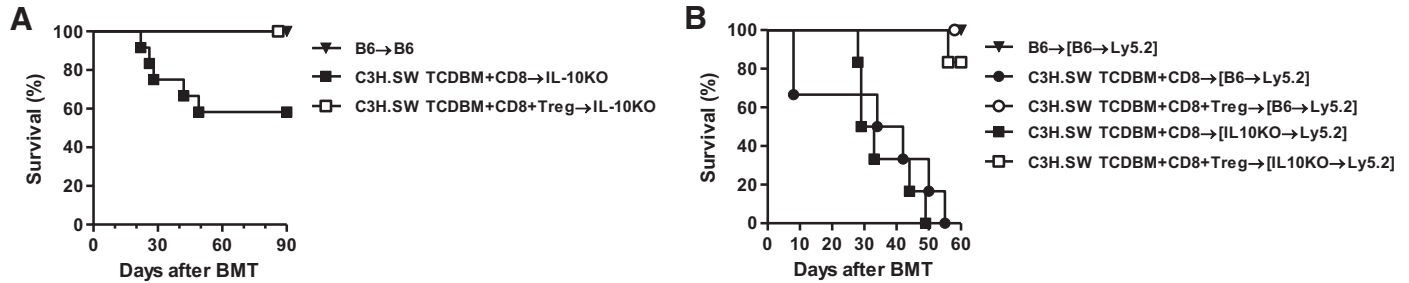 A
Survival (%)
100
80
60
40
20
0
0 30 60 90
Days after BMT
B6→B6
C3H.SW TCDBM+CD8→IL-10KO
C3H.SW TCDBM+CD8+Treg→IL-10KO
B
Survival (%)
100
80
60
40
20
0
0 10 20 30 40 50 60
Days after BMT
B6→[B6→Ly5.2]
C3H.SW TCDBM+CD8→[B6→Ly5.2]
C3H.SW TCDBM+CD8+Treg→[B6→Ly5.2]
C3H.SW TCDBM+CD8→[IL10KO→Ly5.2]
C3H.SW TCDBM+CD8+Treg→[IL10KO→Ly5.2]